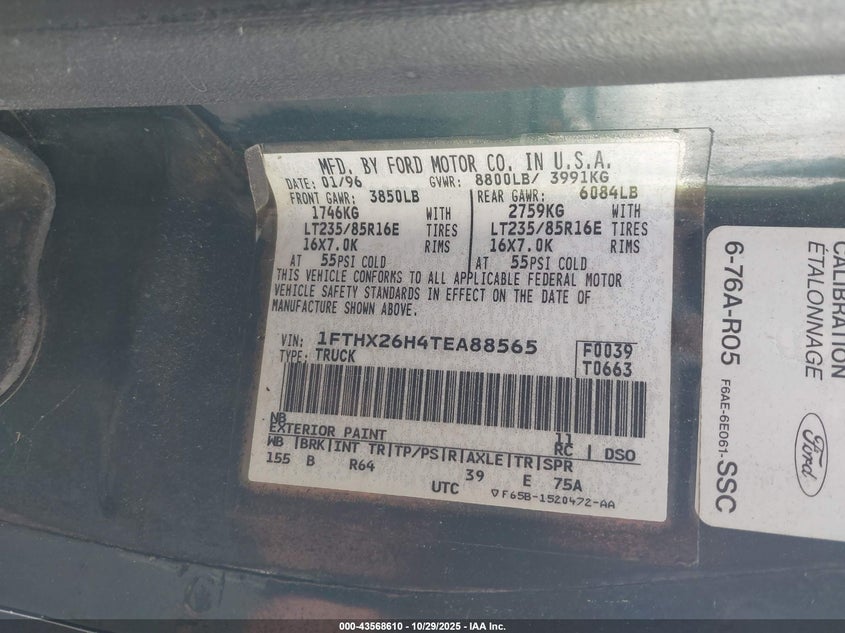 MFD. BY FORD MOTOR CO. IN U.S.A.
DATE: 01/96 GVWR: 8800LB/ 3991KG
FRONT GAWR: 3850LB REAR GAWR: 6084LB
1746KG WITH 2759KG WITH
LT235/85R16E TIRES LT235/85R16E TIRES
16X7.0K RIMS 16X7.0K RIMS
AT 55PSI COLD AT 55PSI COLD
THIS VEHICLE CONFORMS TO ALL APPLICABLE FEDERAL MOTOR
VEHICLE SAFETY STANDARDS IN EFFECT ON THE DATE OF
MANUFACTURE SHOWN ABOVE.
VIN: 1FTHX26H4TEA88565 F0039
TYPE: TRUCK T0663
NB 11
EXTERIOR PAINT RC DSO
WB BRK INT TR TP/PS R AXLE TR SPR
155 B R64 39 E 75A
UTC ▽F65B-1520472-AA
CALIBRATION
ÉTALONNAGE
6-76A-R05
F6AE-6E061-SSC
Ford
000-43568610 | 10/29/2025 - IAA Inc.